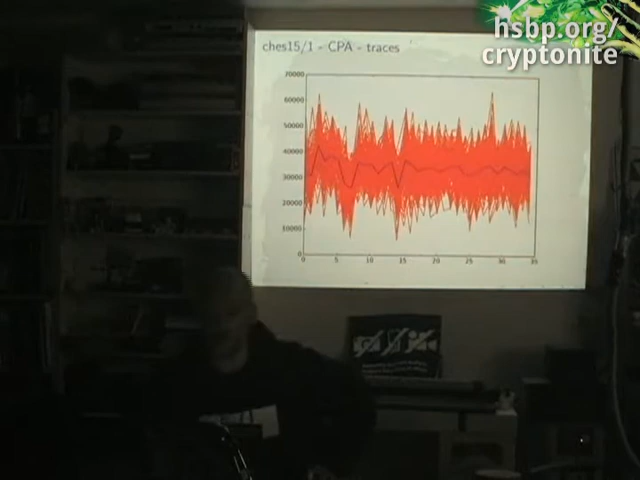 hsbp.org/
cryptonite
ches15/1 - CPA - traces
70000
60000
50000
40000
30000
20000
10000
0
0 5 10 15 20 25 30 35